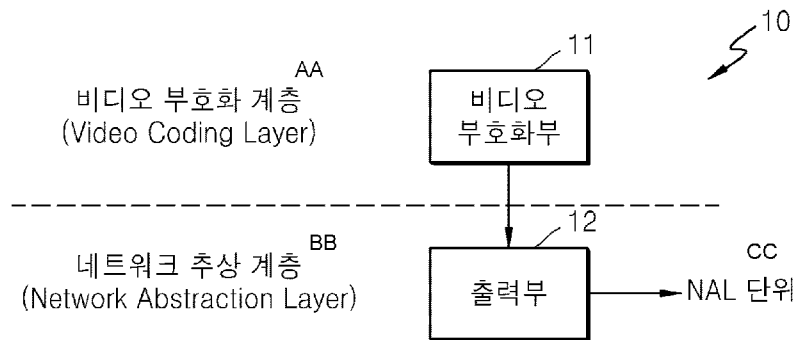 10
AA
비디오 부호화 계층
(Video Coding Layer)
11
비디오
부호화부
BB
네트워크 추상 계층
(Network Abstraction Layer)
12
출력부
CC
NAL 단위